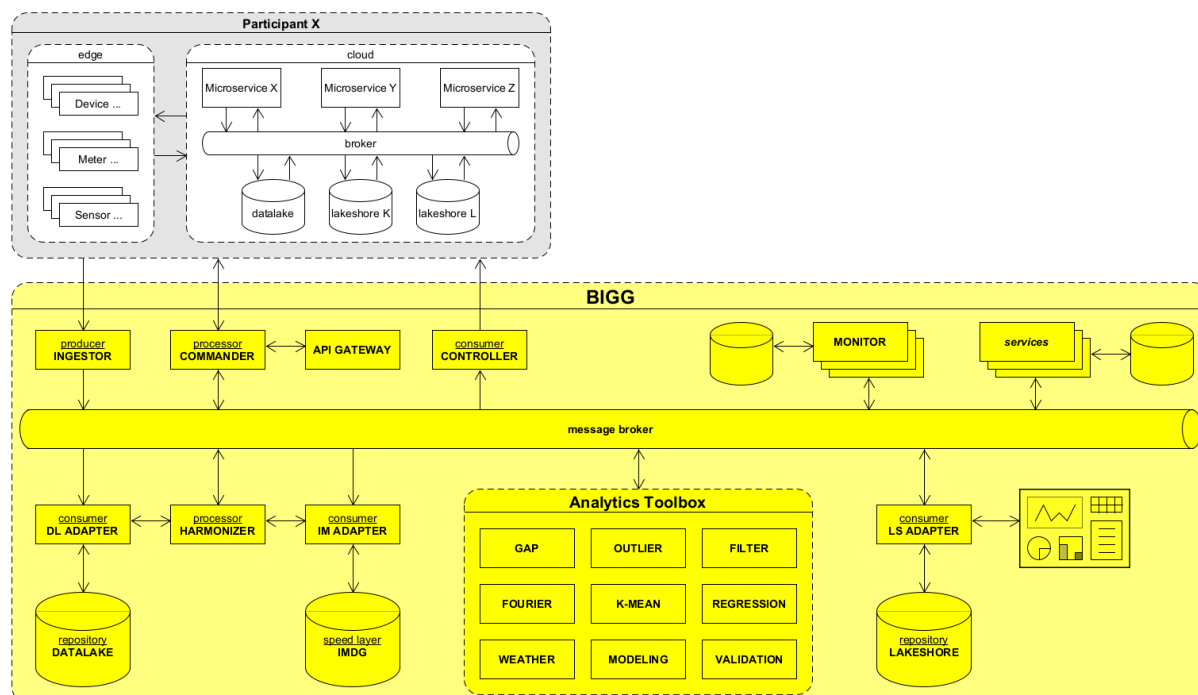 Participant X
edge
cloud
Device ...
Meter ...
Sensor ...
Microservice X
Microservice Y
Microservice Z
broker
datalake
lakeshore K
lakeshore L
BIGG
producer
INGESTOR
processor
COMMANDER
API GATEWAY
consumer
CONTROLLER
MONITOR
services
message broker
consumer
DL ADAPTER
processor
HARMONIZER
consumer
IM ADAPTER
Analytics Toolbox
GAP
OUTLIER
FILTER
FOURIER
K-MEAN
REGRESSION
WEATHER
MODELING
VALIDATION
consumer
LS ADAPTER
repository
DATALAKE
speed layer
IMDG
repository
LAKESHORE